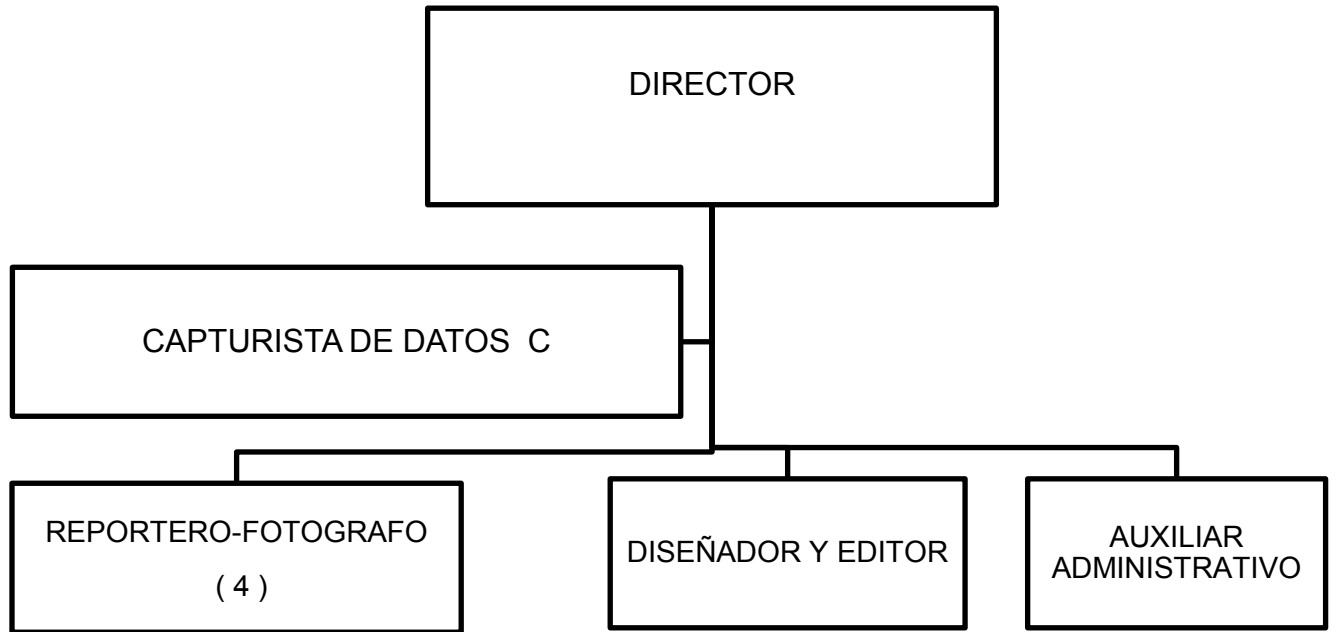 DIRECTOR
CAPTURISTA DE DATOS  C
REPORTERO-FOTOGRAFO
( 4 )
DISEÑADOR Y EDITOR
AUXILIAR
ADMINISTRATIVO